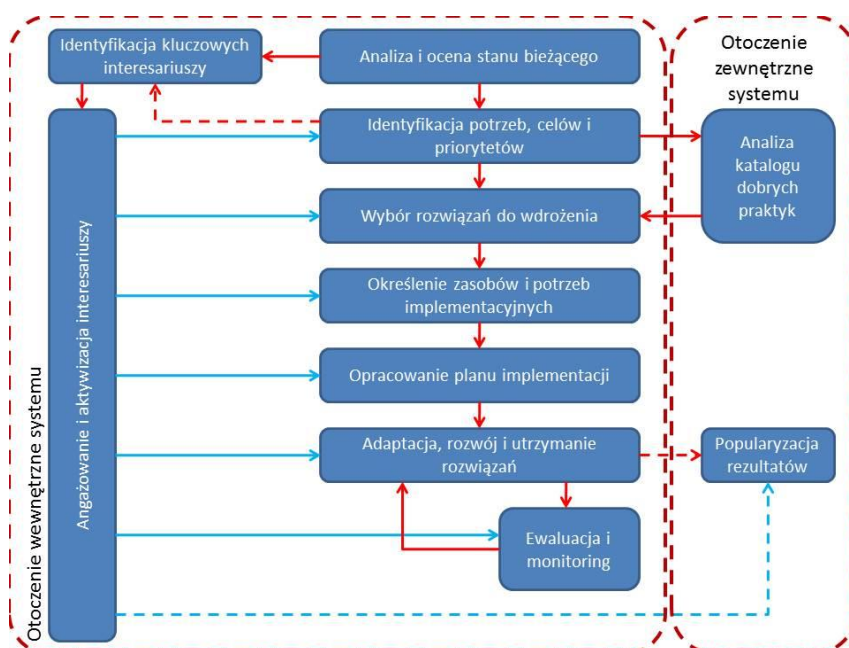 Identyfikacja kluczowych
interesariuszy
Analiza i ocena stanu bieżącego
Otoczenie
zewnętrzne
systemu
Identyfikacja potrzeb, celów i
priorytetów
Analiza
katalogu
dobrych
praktyk
Wybór rozwiązań do wdrożenia
Określenie zasobów i potrzeb
implementacyjnych
Opracowanie planu implementacji
Adaptacja, rozwój i utrzymanie
rozwiązań
Popularyzacja
rezultatów
Ewaluacja i
monitoring
Angażowanie i aktywizacja interesariuszy
Otoczenie wewnętrzne systemu